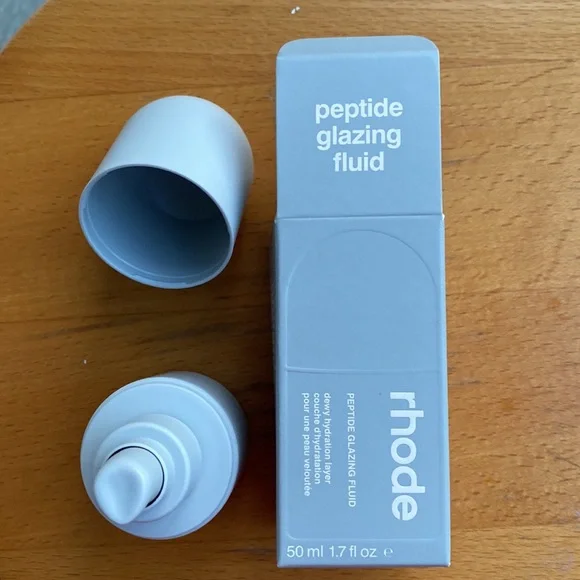 peptide
glazing
fluid
rhode
PEPTIDE GLAZING FLUID
dewy hydration layer
couche d'hydratation
pour une peau veloutée
50 ml 1.7 fl oz ℮